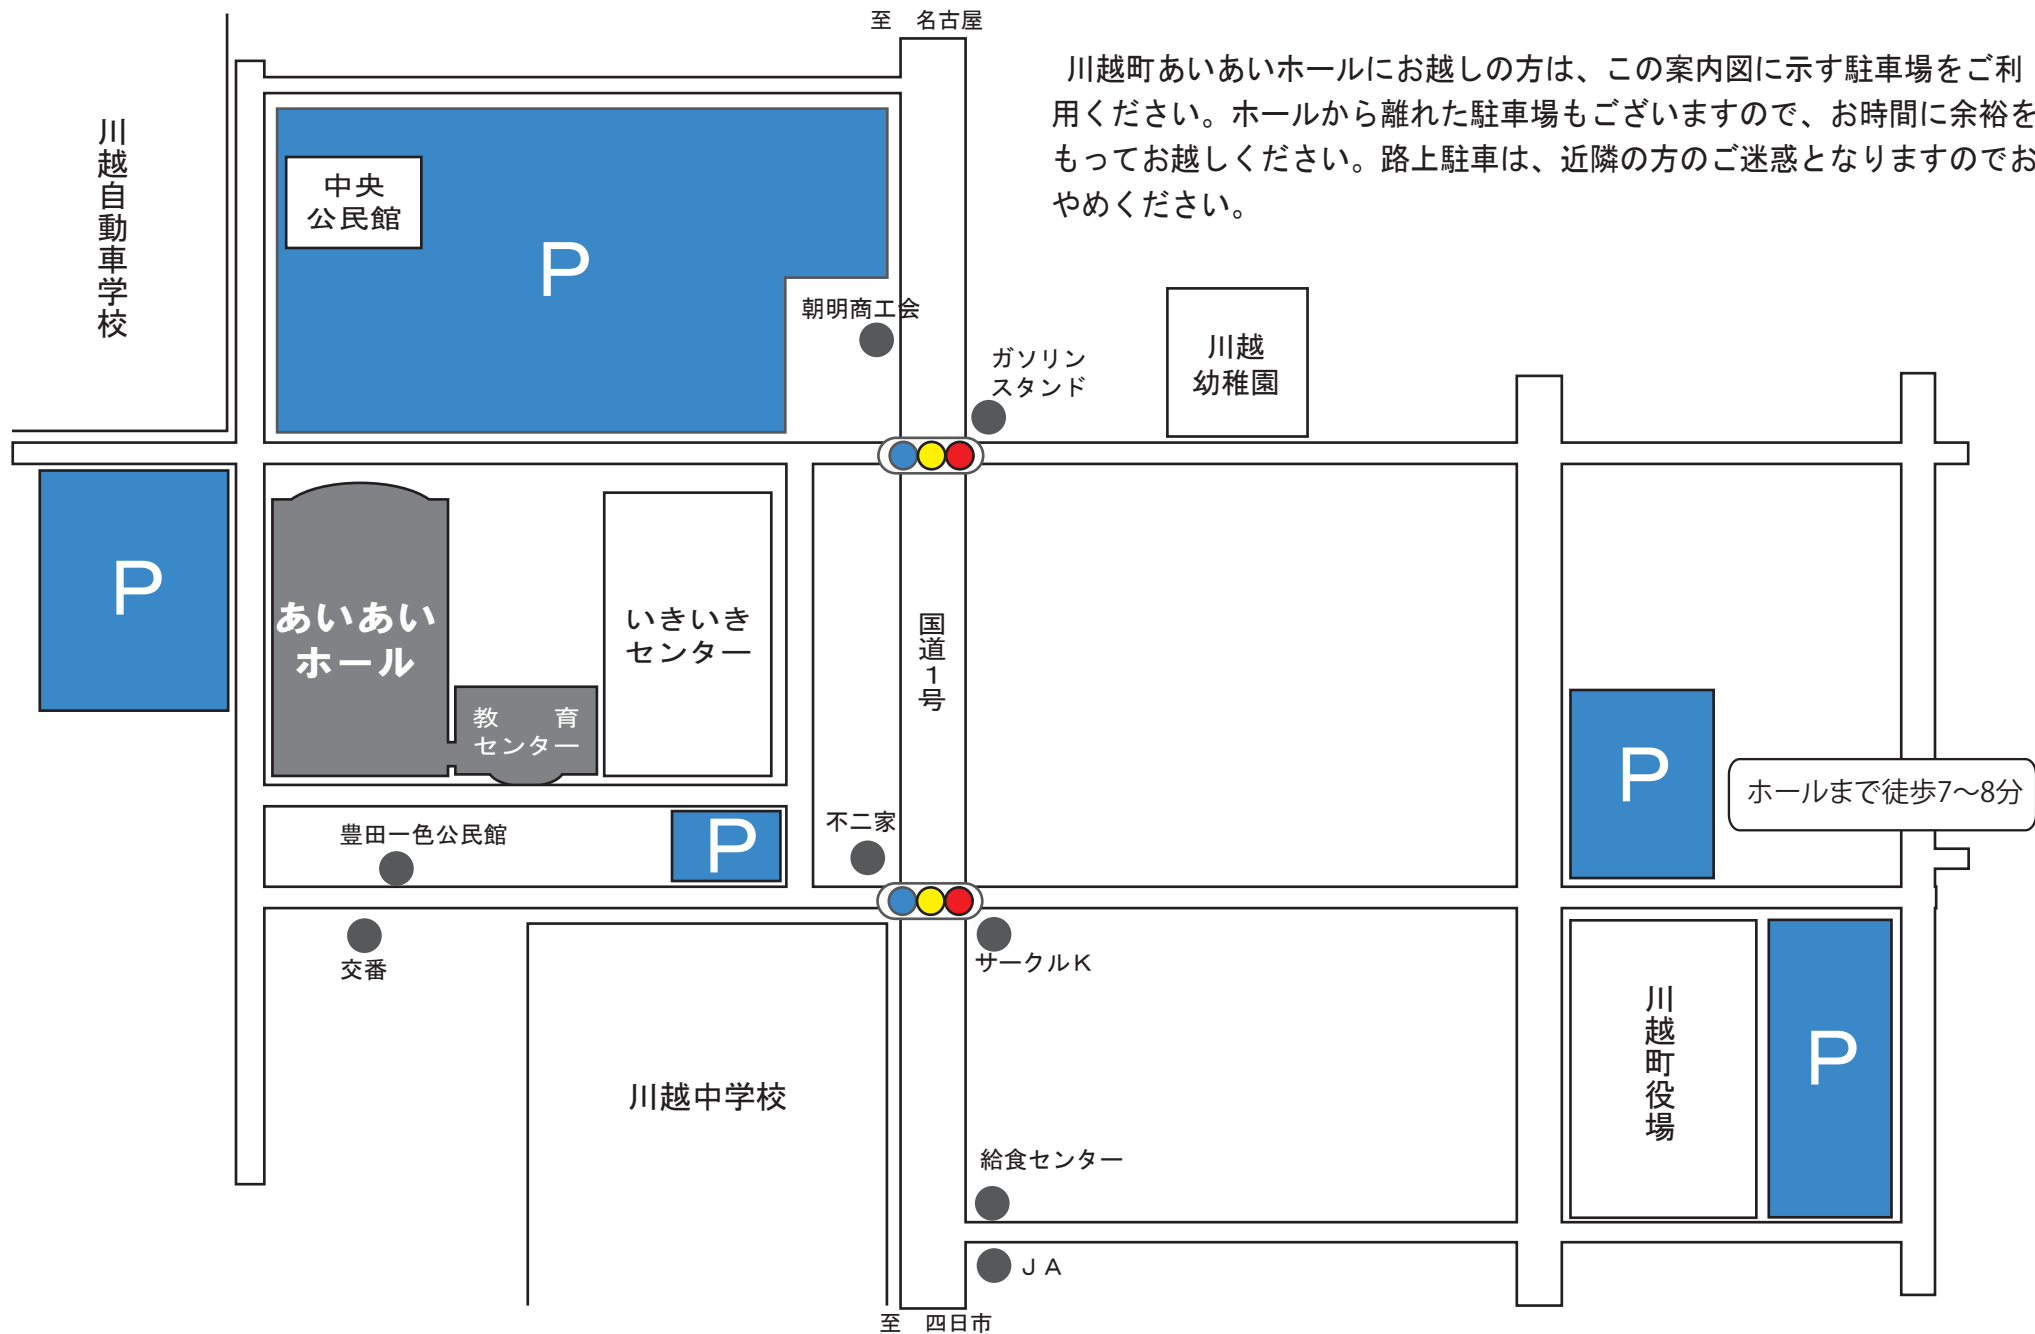 至　名古屋
川越町あいあいホールにお越しの方は、この案内図に示す駐車場をご利
用ください。ホールから離れた駐車場もございますので、お時間に余裕を
もってお越しください。路上駐車は、近隣の方のご迷惑となりますのでお
やめください。
川越自動車学校
中央
公民館
P
朝明商工会
ガソリン
スタンド
川越
幼稚園
P
あいあい
ホール
教　育
センター
いきいき
センター
国道1号
P
ホールまで徒歩7～8分
豊田一色公民館
P
不二家
交番
サークルK
川越中学校
川越町役場
P
給食センター
JA
至　四日市